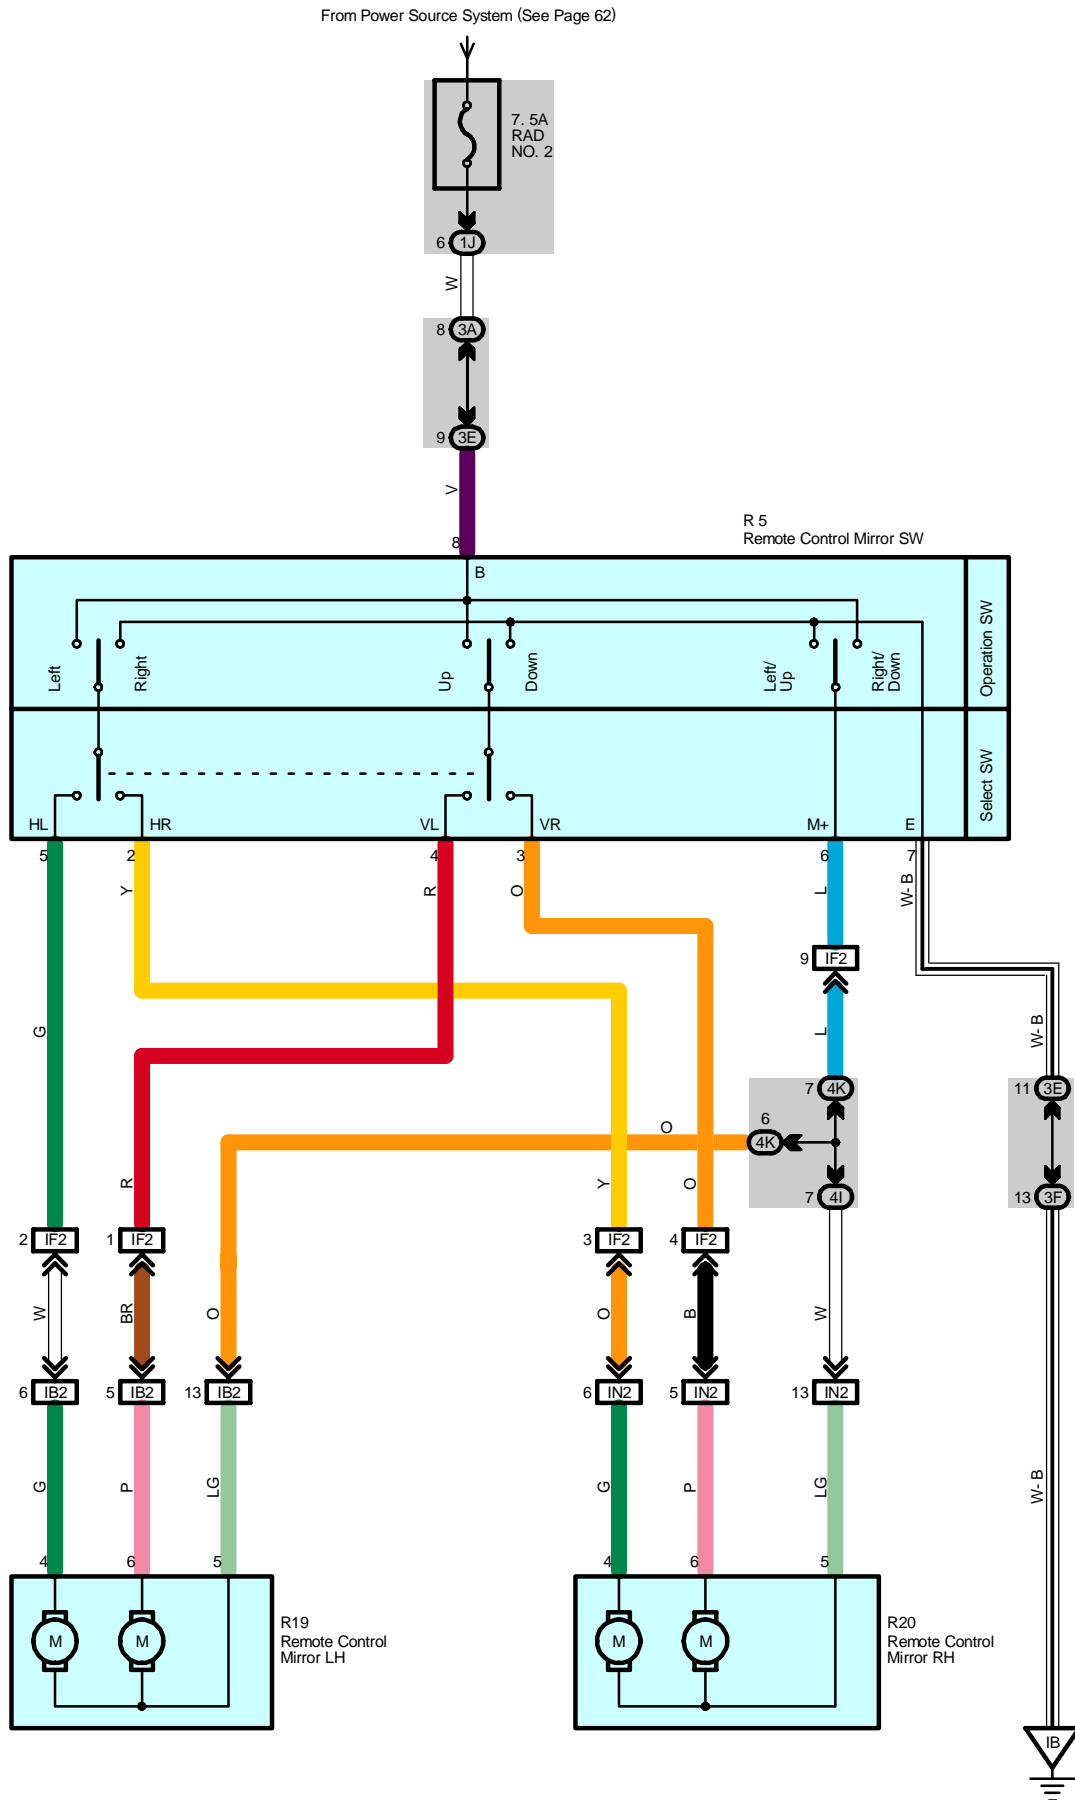 From Power Source System (See Page 62)
7. 5A
RAD
NO. 2
6 1J
W
8 3A
9 3E
V
R 5
Remote Control Mirror SW
8
B
Left
Right
Up
Down
Left/
Up
Right/
Down
Operation SW
Select SW
HL HR VL VR M+ E
5 2 4 3 6 7
Y R O L W- B
9 IF2
G L W- B
7 4K 11 3E
6
O 4K
7 4I 13 3F
R Y O
2 IF2 1 IF2 3 IF2 4 IF2
W BR O O B W
6 IB2 5 IB2 13 IB2 6 IN2 5 IN2 13 IN2
G P LG G P LG W- B
4 6 5 4 6 5
M M M M
R19
Remote Control
Mirror LH
R20
Remote Control
Mirror RH
IB